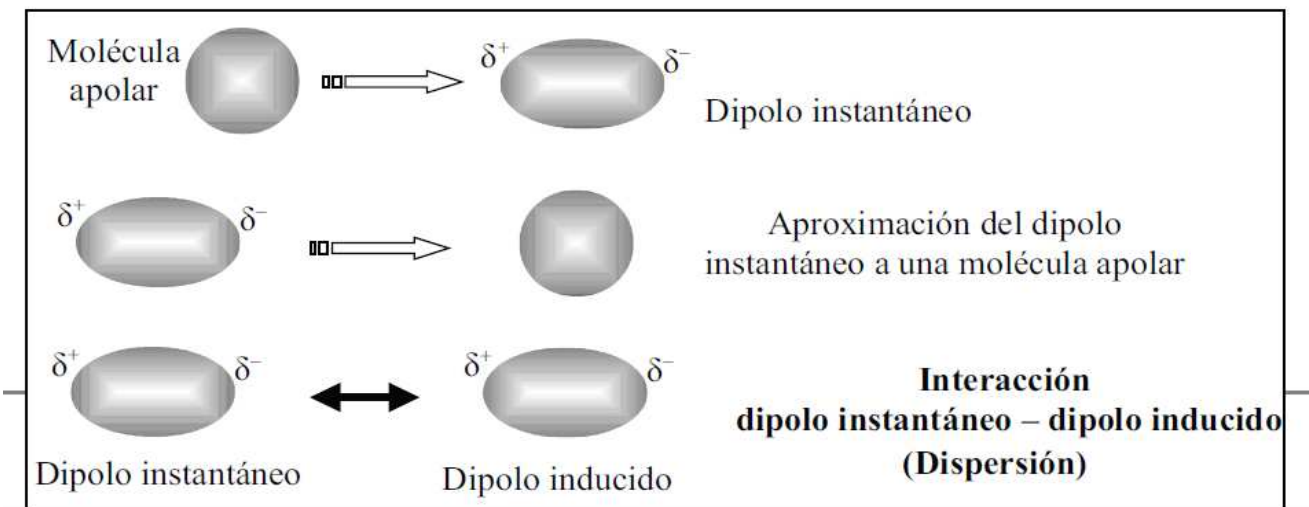 Molécula
apolar
δ⁺ δ⁻
Dipolo instantáneo
δ⁺ δ⁻
Aproximación del dipolo
instantáneo a una molécula apolar
δ⁺ δ⁻ δ⁺ δ⁻
Interacción
dipolo instantáneo – dipolo inducido
(Dispersión)
Dipolo instantáneo
Dipolo inducido